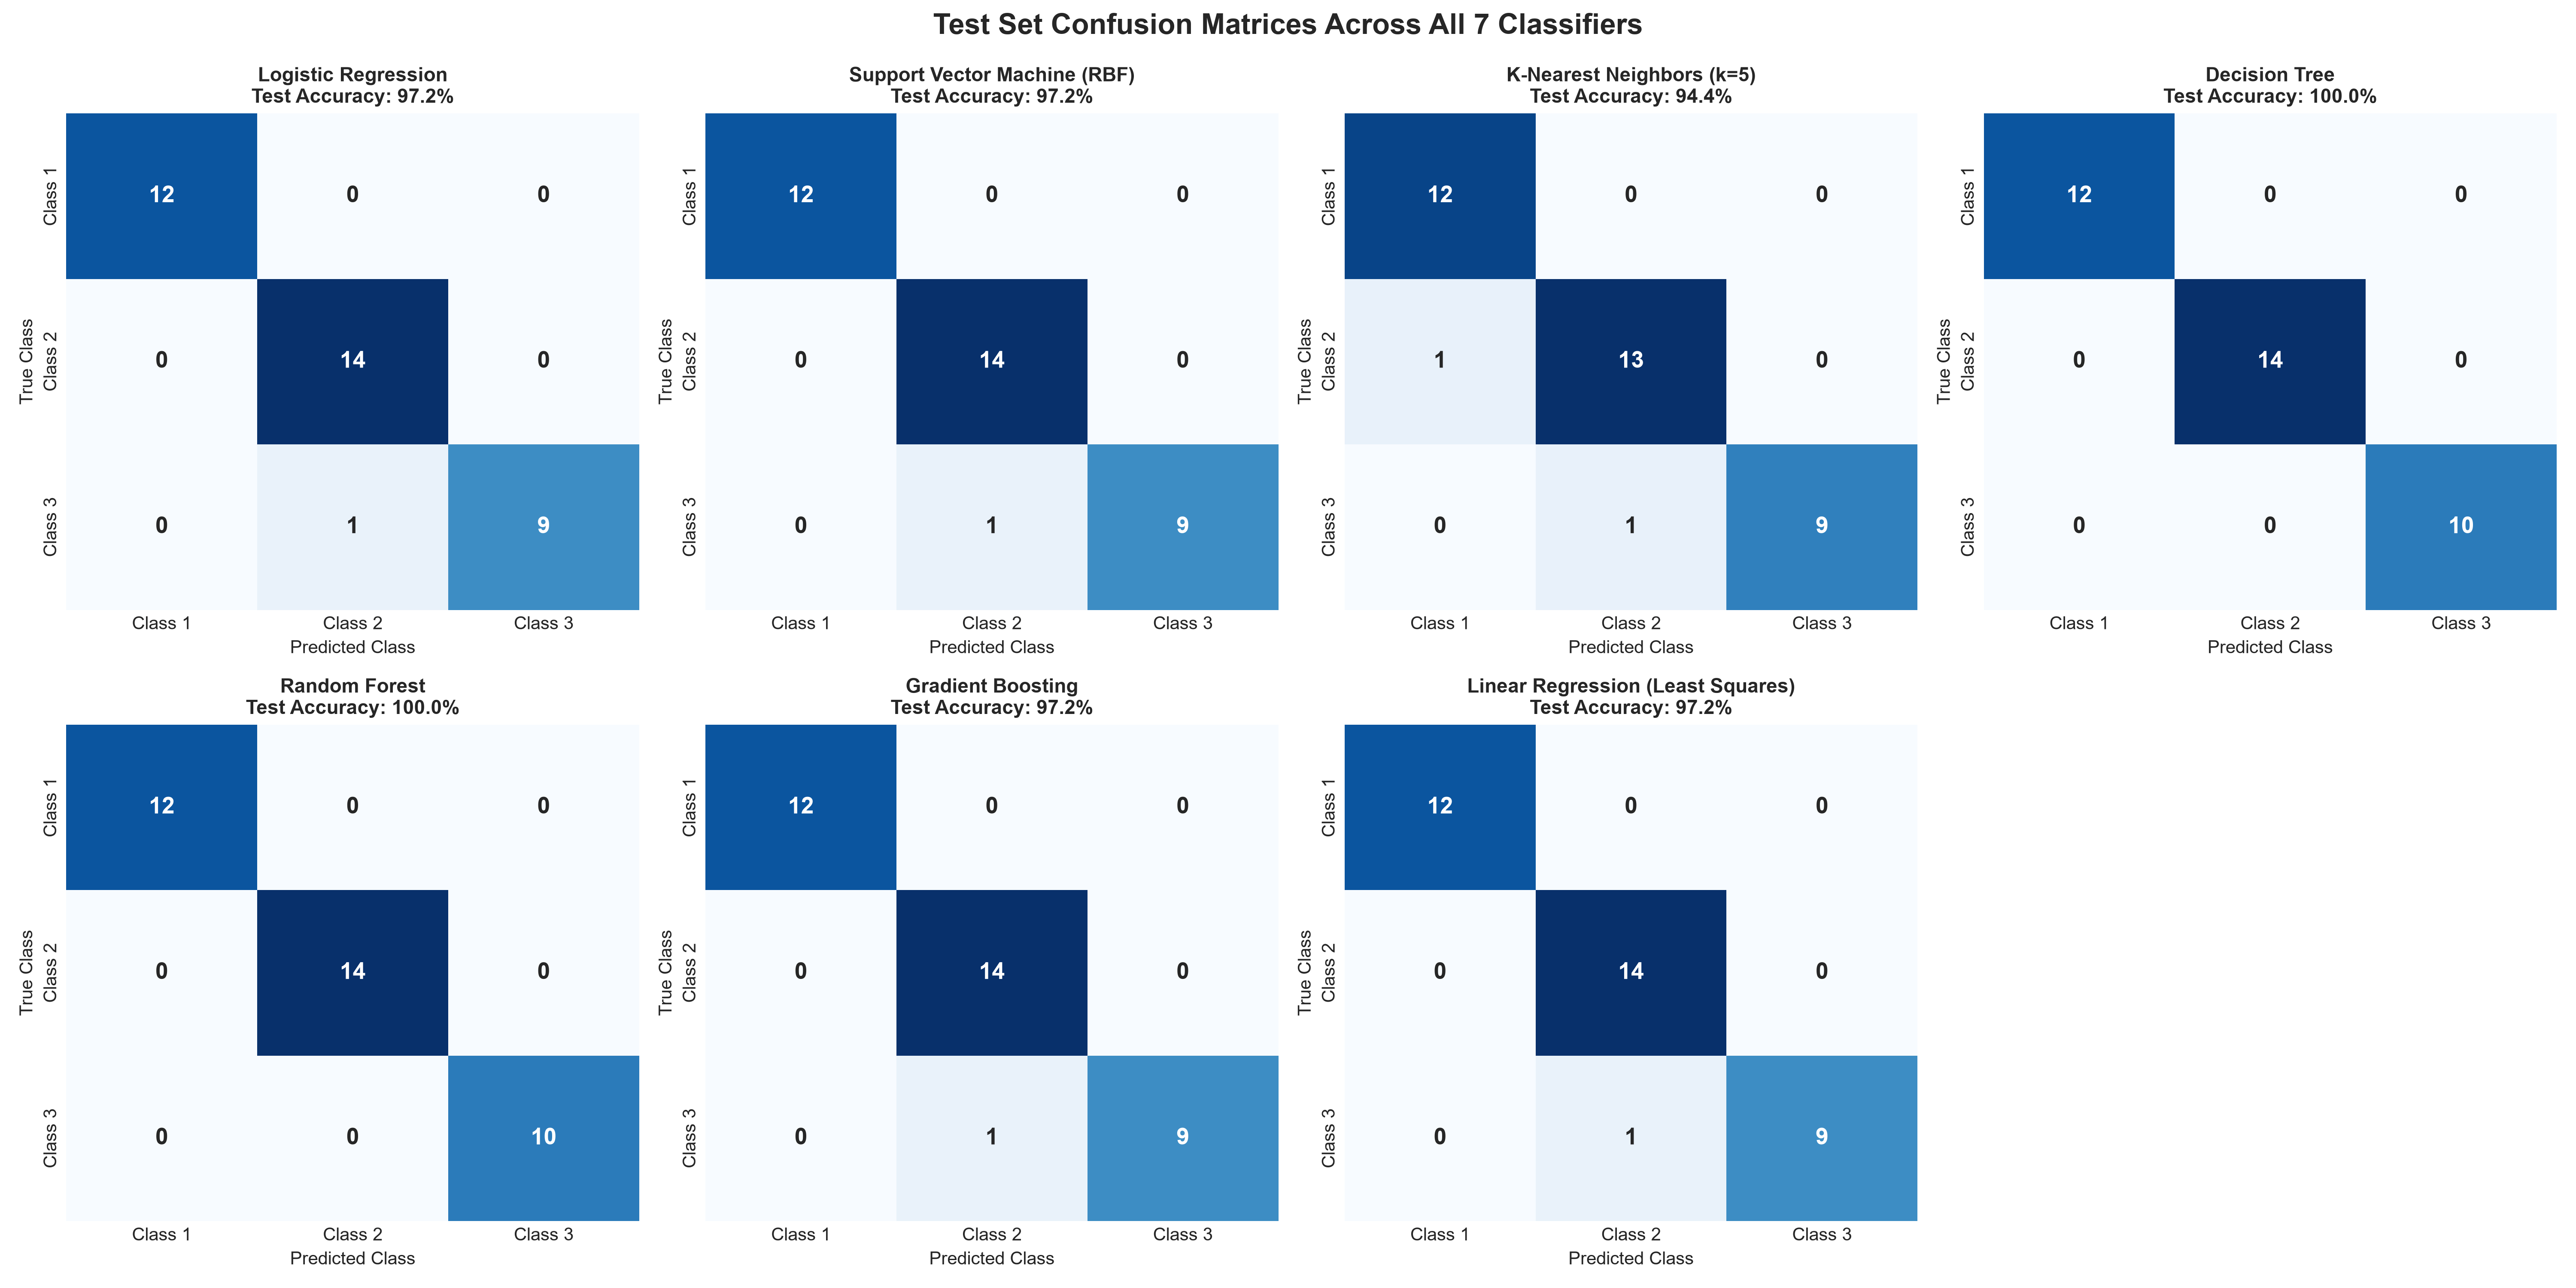 Test Set Confusion Matrices Across All 7 Classifiers
Logistic Regression
Test Accuracy: 97.2%
True Class
Class 1
12 0 0
Class 2
0 14 0
Class 3
0 1 9
Class 1 Class 2 Class 3
Predicted Class
Support Vector Machine (RBF)
Test Accuracy: 97.2%
True Class
Class 1
12 0 0
Class 2
0 14 0
Class 3
0 1 9
Class 1 Class 2 Class 3
Predicted Class
K-Nearest Neighbors (k=5)
Test Accuracy: 94.4%
True Class
Class 1
12 0 0
Class 2
1 13 0
Class 3
0 1 9
Class 1 Class 2 Class 3
Predicted Class
Decision Tree
Test Accuracy: 100.0%
True Class
Class 1
12 0 0
Class 2
0 14 0
Class 3
0 0 10
Class 1 Class 2 Class 3
Predicted Class
Random Forest
Test Accuracy: 100.0%
True Class
Class 1
12 0 0
Class 2
0 14 0
Class 3
0 0 10
Class 1 Class 2 Class 3
Predicted Class
Gradient Boosting
Test Accuracy: 97.2%
True Class
Class 1
12 0 0
Class 2
0 14 0
Class 3
0 1 9
Class 1 Class 2 Class 3
Predicted Class
Linear Regression (Least Squares)
Test Accuracy: 97.2%
True Class
Class 1
12 0 0
Class 2
0 14 0
Class 3
0 1 9
Class 1 Class 2 Class 3
Predicted Class